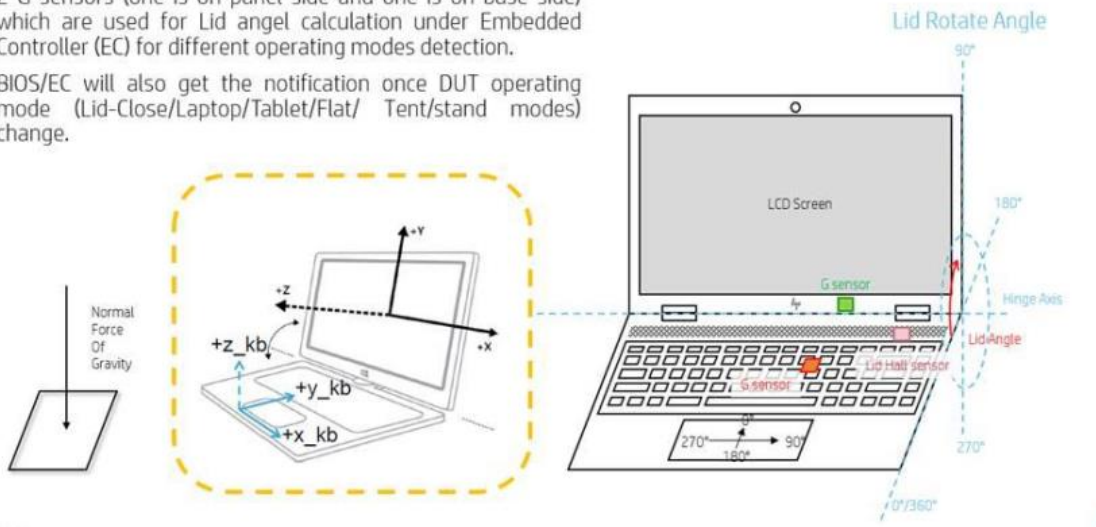 which are used for Lid angel calculation under Embedded
Controller (EC) for different operating modes detection.
BIOS/EC will also get the notification once DUT operating
mode (Lid-Close/Laptop/Tablet/Flat/ Tent/stand modes)
change.
Normal
Force
Of
Gravity
+Y
+Z
+X
+z_kb
+y_kb
+x_kb
Lid Rotate Angle
90°
LCD Screen
180°
G sensor
hp
Hinge Axis
Lid Angle
Lid Hall sensor
G sensor
0°
270°
90°
180°
270°
0°/360°